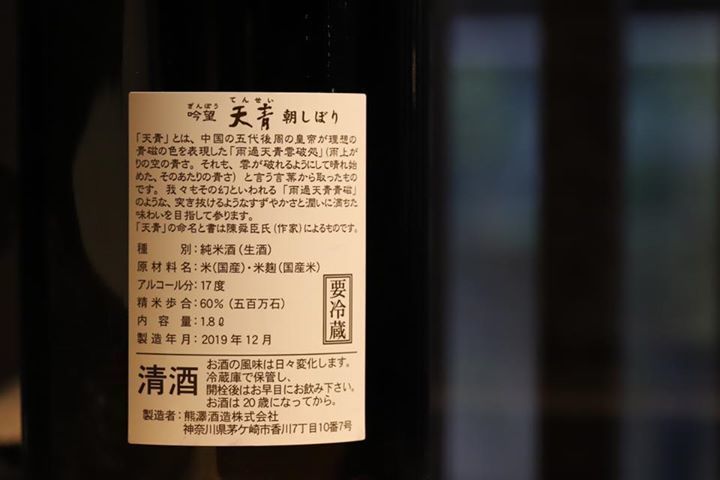 ぎんぼう てんせい
吟望 天青 朝しぼり
「天青」とは、中国の五代後周の皇帝が理想の
青磁の色を表現した「雨過天青雲破処」(雨上が
りの空の青さ。それも、雲が破れるようにして晴れ始
めた、そのあたりの青さ)と言う言葉から取ったもの
です。我々もその幻といわれる「雨過天青青磁」
のような、突き抜けるようなすずやかさと潤いに満ちた
味わいを目指して参ります。
「天青」の命名と書は陳舜臣氏(作家)によるものです。
種 別:純米酒(生酒)
原材料名:米(国産)・米麹(国産米)
アルコール分:17度
精米歩合:60%(五百万石)
内容量:1.8ℓ
製造年月:2019年12月
要冷蔵
清酒
お酒の風味は日々変化します。
冷蔵庫で保管し、
開栓後はお早目にお飲み下さい。
お酒は20歳になってから。
製造者:熊澤酒造株式会社
神奈川県茅ケ崎市香川7丁目10番7号